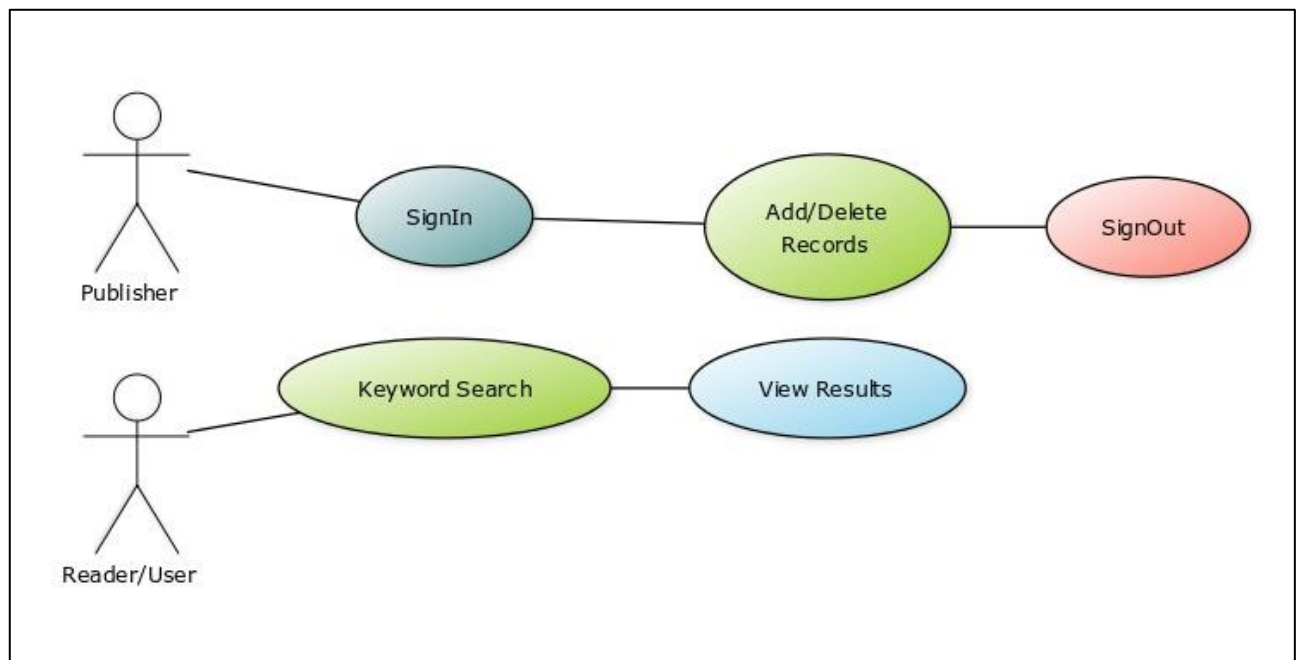 Publisher
SignIn
Add/Delete
Records
SignOut
Reader/User
Keyword Search
View Results